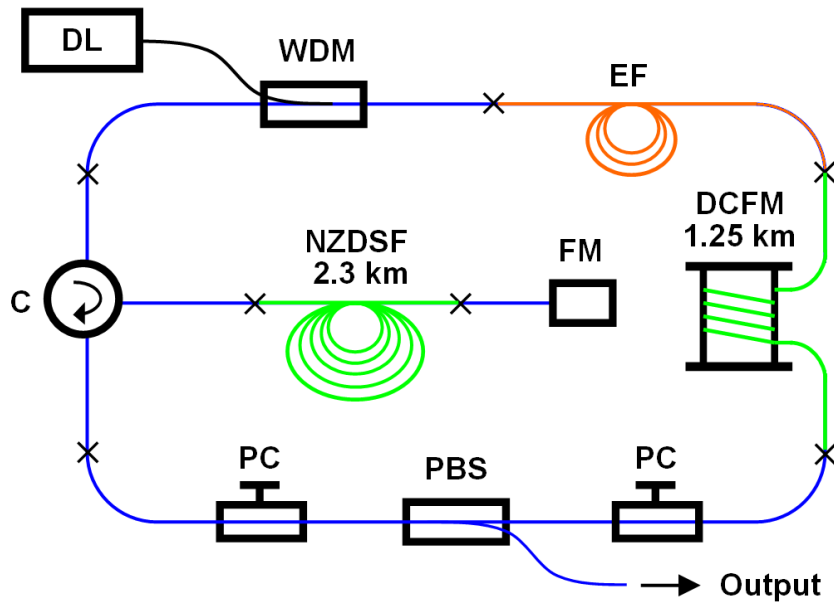 DL
WDM
EF
DCFM
1.25 km
NZDSF
2.3 km
FM
C
PC
PBS
PC
Output